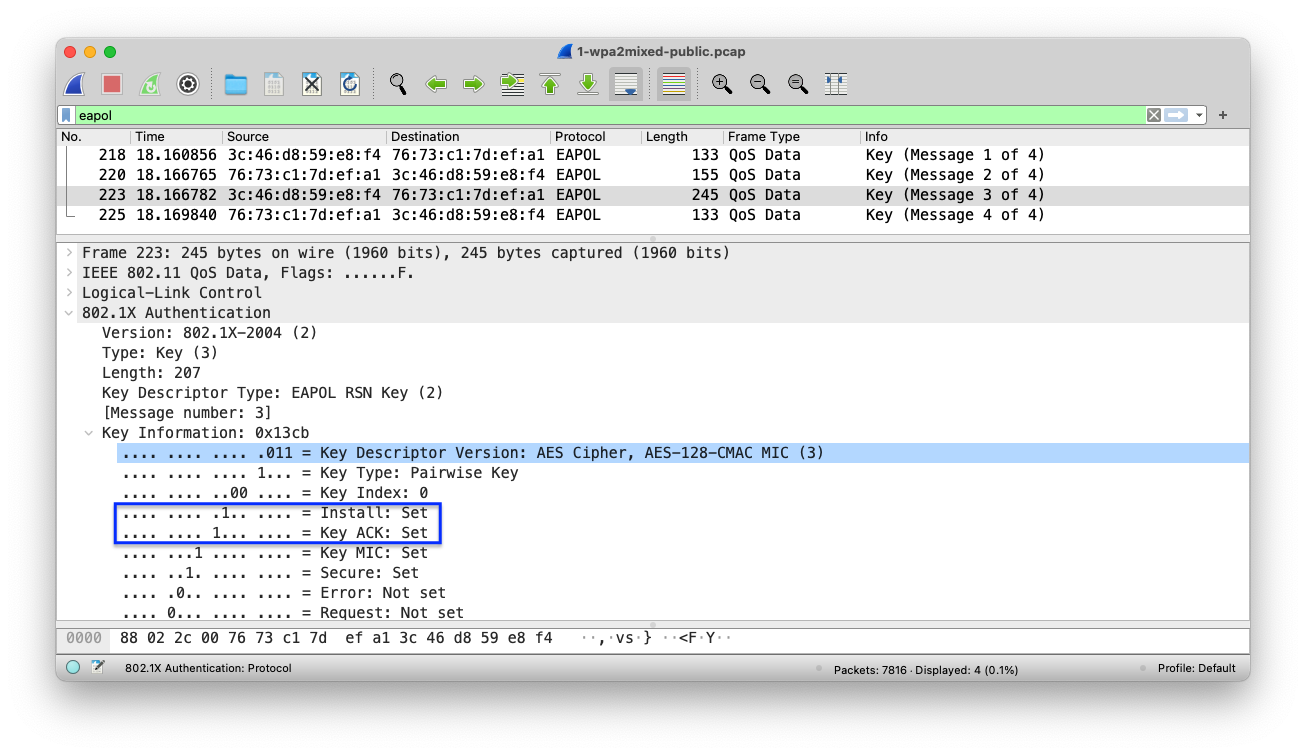 1-wpa2mixed-public.pcap
eapol
No. Time Source Destination Protocol Length Frame Type Info
218 18.160856 3c:46:d8:59:e8:f4 76:73:c1:7d:ef:a1 EAPOL 133 QoS Data Key (Message 1 of 4)
220 18.166765 76:73:c1:7d:ef:a1 3c:46:d8:59:e8:f4 EAPOL 155 QoS Data Key (Message 2 of 4)
223 18.166782 3c:46:d8:59:e8:f4 76:73:c1:7d:ef:a1 EAPOL 245 QoS Data Key (Message 3 of 4)
225 18.169840 76:73:c1:7d:ef:a1 3c:46:d8:59:e8:f4 EAPOL 133 QoS Data Key (Message 4 of 4)
Frame 223: 245 bytes on wire (1960 bits), 245 bytes captured (1960 bits)
IEEE 802.11 QoS Data, Flags: ......F.
Logical-Link Control
802.1X Authentication
Version: 802.1X-2004 (2)
Type: Key (3)
Length: 207
Key Descriptor Type: EAPOL RSN Key (2)
[Message number: 3]
Key Information: 0x13cb
.... .... .... .011 = Key Descriptor Version: AES Cipher, AES-128-CMAC MIC (3)
.... .... .... 1... = Key Type: Pairwise Key
.... .... ..00 .... = Key Index: 0
.... .... .1.. .... = Install: Set
.... .... 1... .... = Key ACK: Set
.... ...1 .... .... = Key MIC: Set
.... ..1. .... .... = Secure: Set
.... .0.. .... .... = Error: Not set
.... 0... .... .... = Request: Not set
0000 88 02 2c 00 76 73 c1 7d ef a1 3c 46 d8 59 e8 f4 ··,·vs·} ··<F·Y··
802.1X Authentication: Protocol
Packets: 7816 · Displayed: 4 (0.1%)
Profile: Default